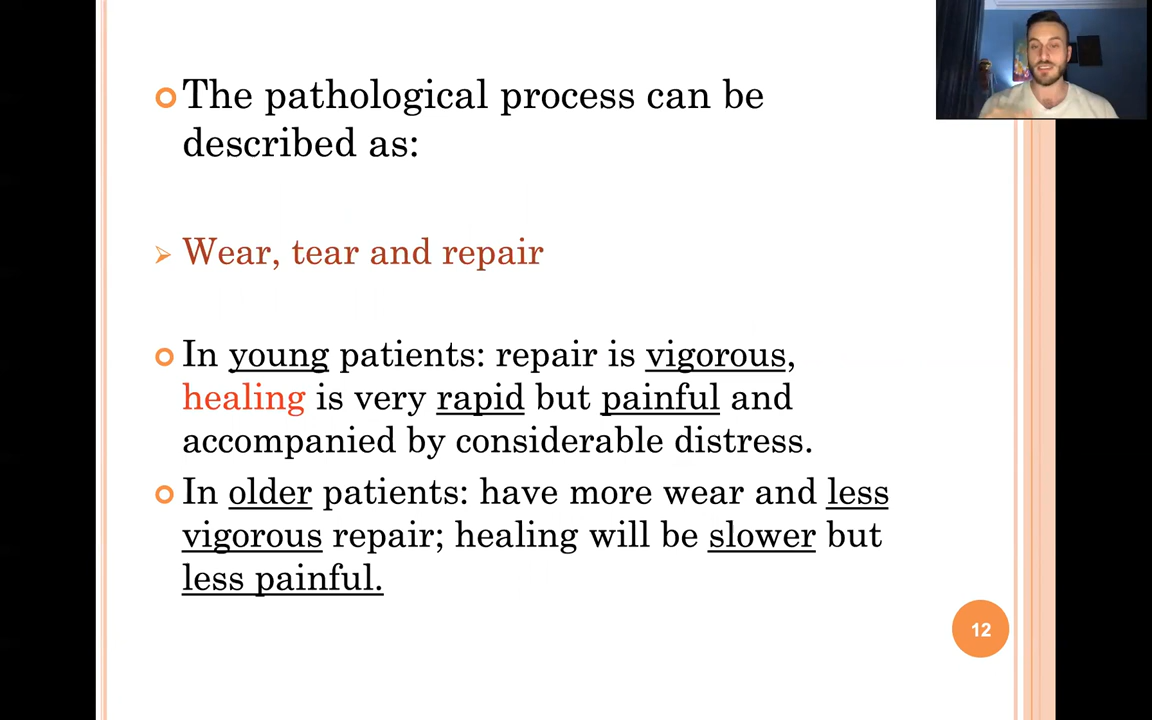 The pathological process can be
described as:
Wear, tear and repair
In young patients: repair is vigorous,
healing is very rapid but painful and
accompanied by considerable distress.
In older patients: have more wear and less
vigorous repair; healing will be slower but
less painful.
12